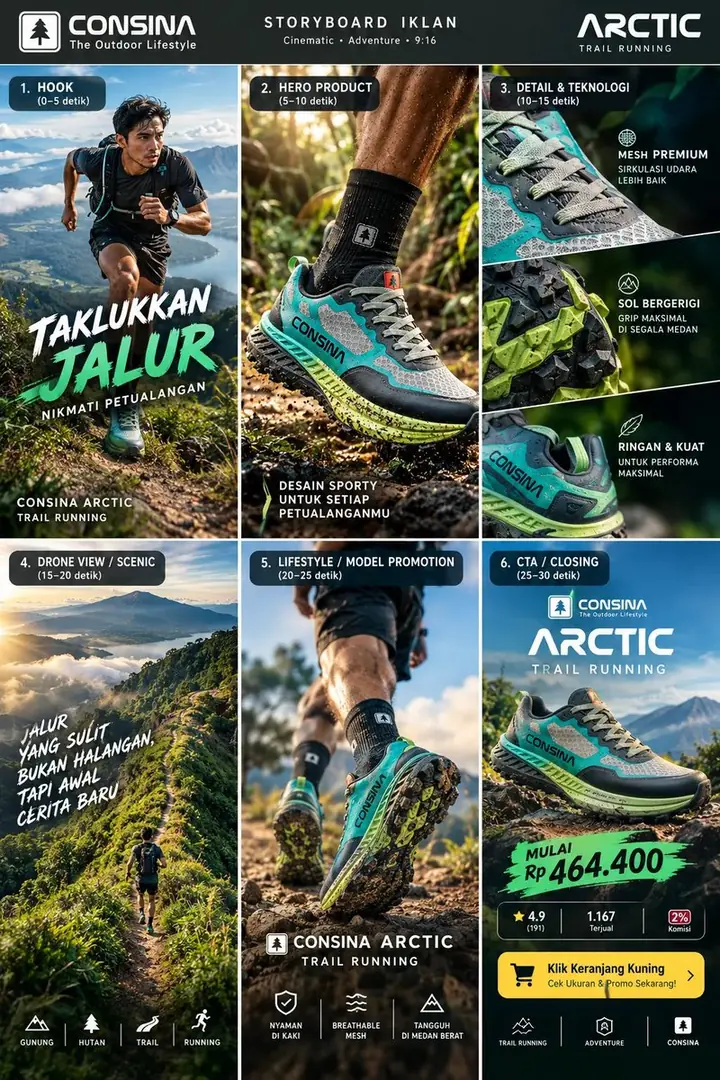 CONSINA
The Outdoor Lifestyle
STORYBOARD IKLAN
Cinematic • Adventure • 9:16
ARCTIC
TRAIL RUNNING
1. HOOK
(0–5 detik)
TAKLUKKAN
JALUR
NIKMATI PETUALANGAN
CONSINA ARCTIC
TRAIL RUNNING
2. HERO PRODUCT
(5–10 detik)
CONSINA
DESAIN SPORTY
UNTUK SETIAP
PETUALANGANMU
3. DETAIL & TEKNOLOGI
(10–15 detik)
MESH PREMIUM
SIRKULASI UDARA
LEBIH BAIK
SOL BERGERIGI
GRIP MAKSIMAL
DI SEGALA MEDAN
RINGAN & KUAT
UNTUK PERFORMA
MAKSIMAL
CONSINA
4. DRONE VIEW / SCENIC
(15–20 detik)
JALUR
YANG SULIT
BUKAN HALANGAN,
TAPI AWAL
CERITA BARU
GUNUNG
HUTAN
TRAIL
RUNNING
5. LIFESTYLE / MODEL PROMOTION
(20–25 detik)
CONSINA
CONSINA ARCTIC
TRAIL RUNNING
NYAMAN
DI KAKI
BREATHABLE
MESH
TANGGUH
DI MEDAN BERAT
6. CTA / CLOSING
(25–30 detik)
CONSINA
The Outdoor Lifestyle
ARCTIC
TRAIL RUNNING
CONSINA
MULAI
Rp 464.400
4.9
(191)
1.167
Terjual
2%
Komisi
Klik Keranjang Kuning
Cek Ukuran & Promo Sekarang!
TRAIL RUNNING
ADVENTURE
CONSINA